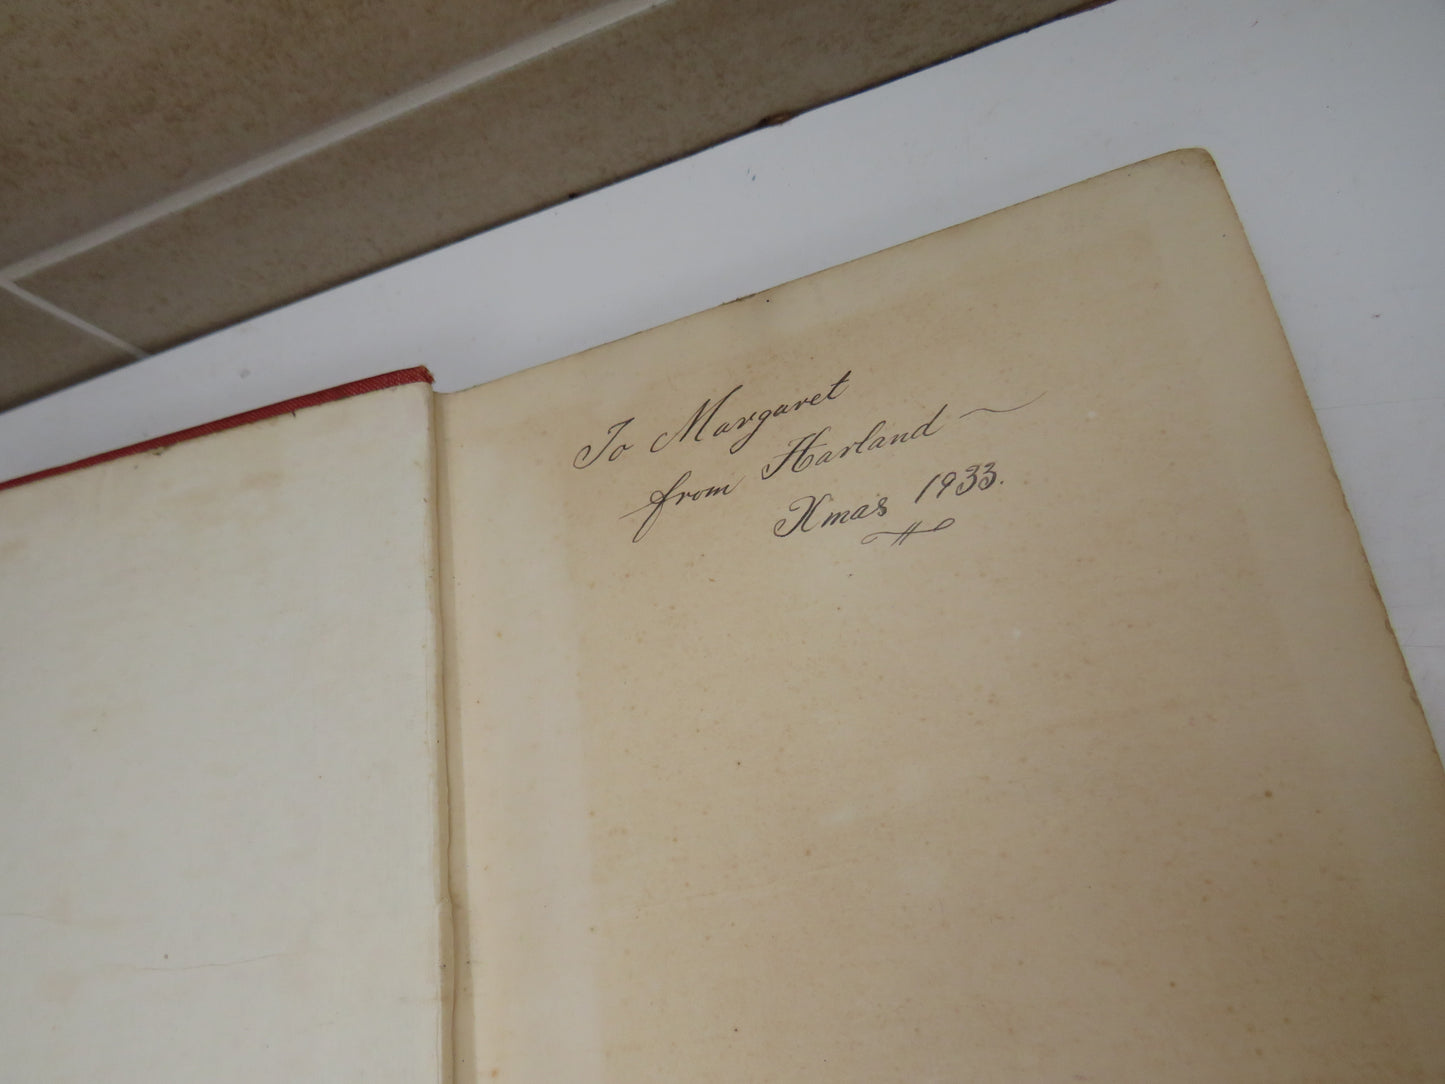 To Margaret
from Harland
Xmas 1933.